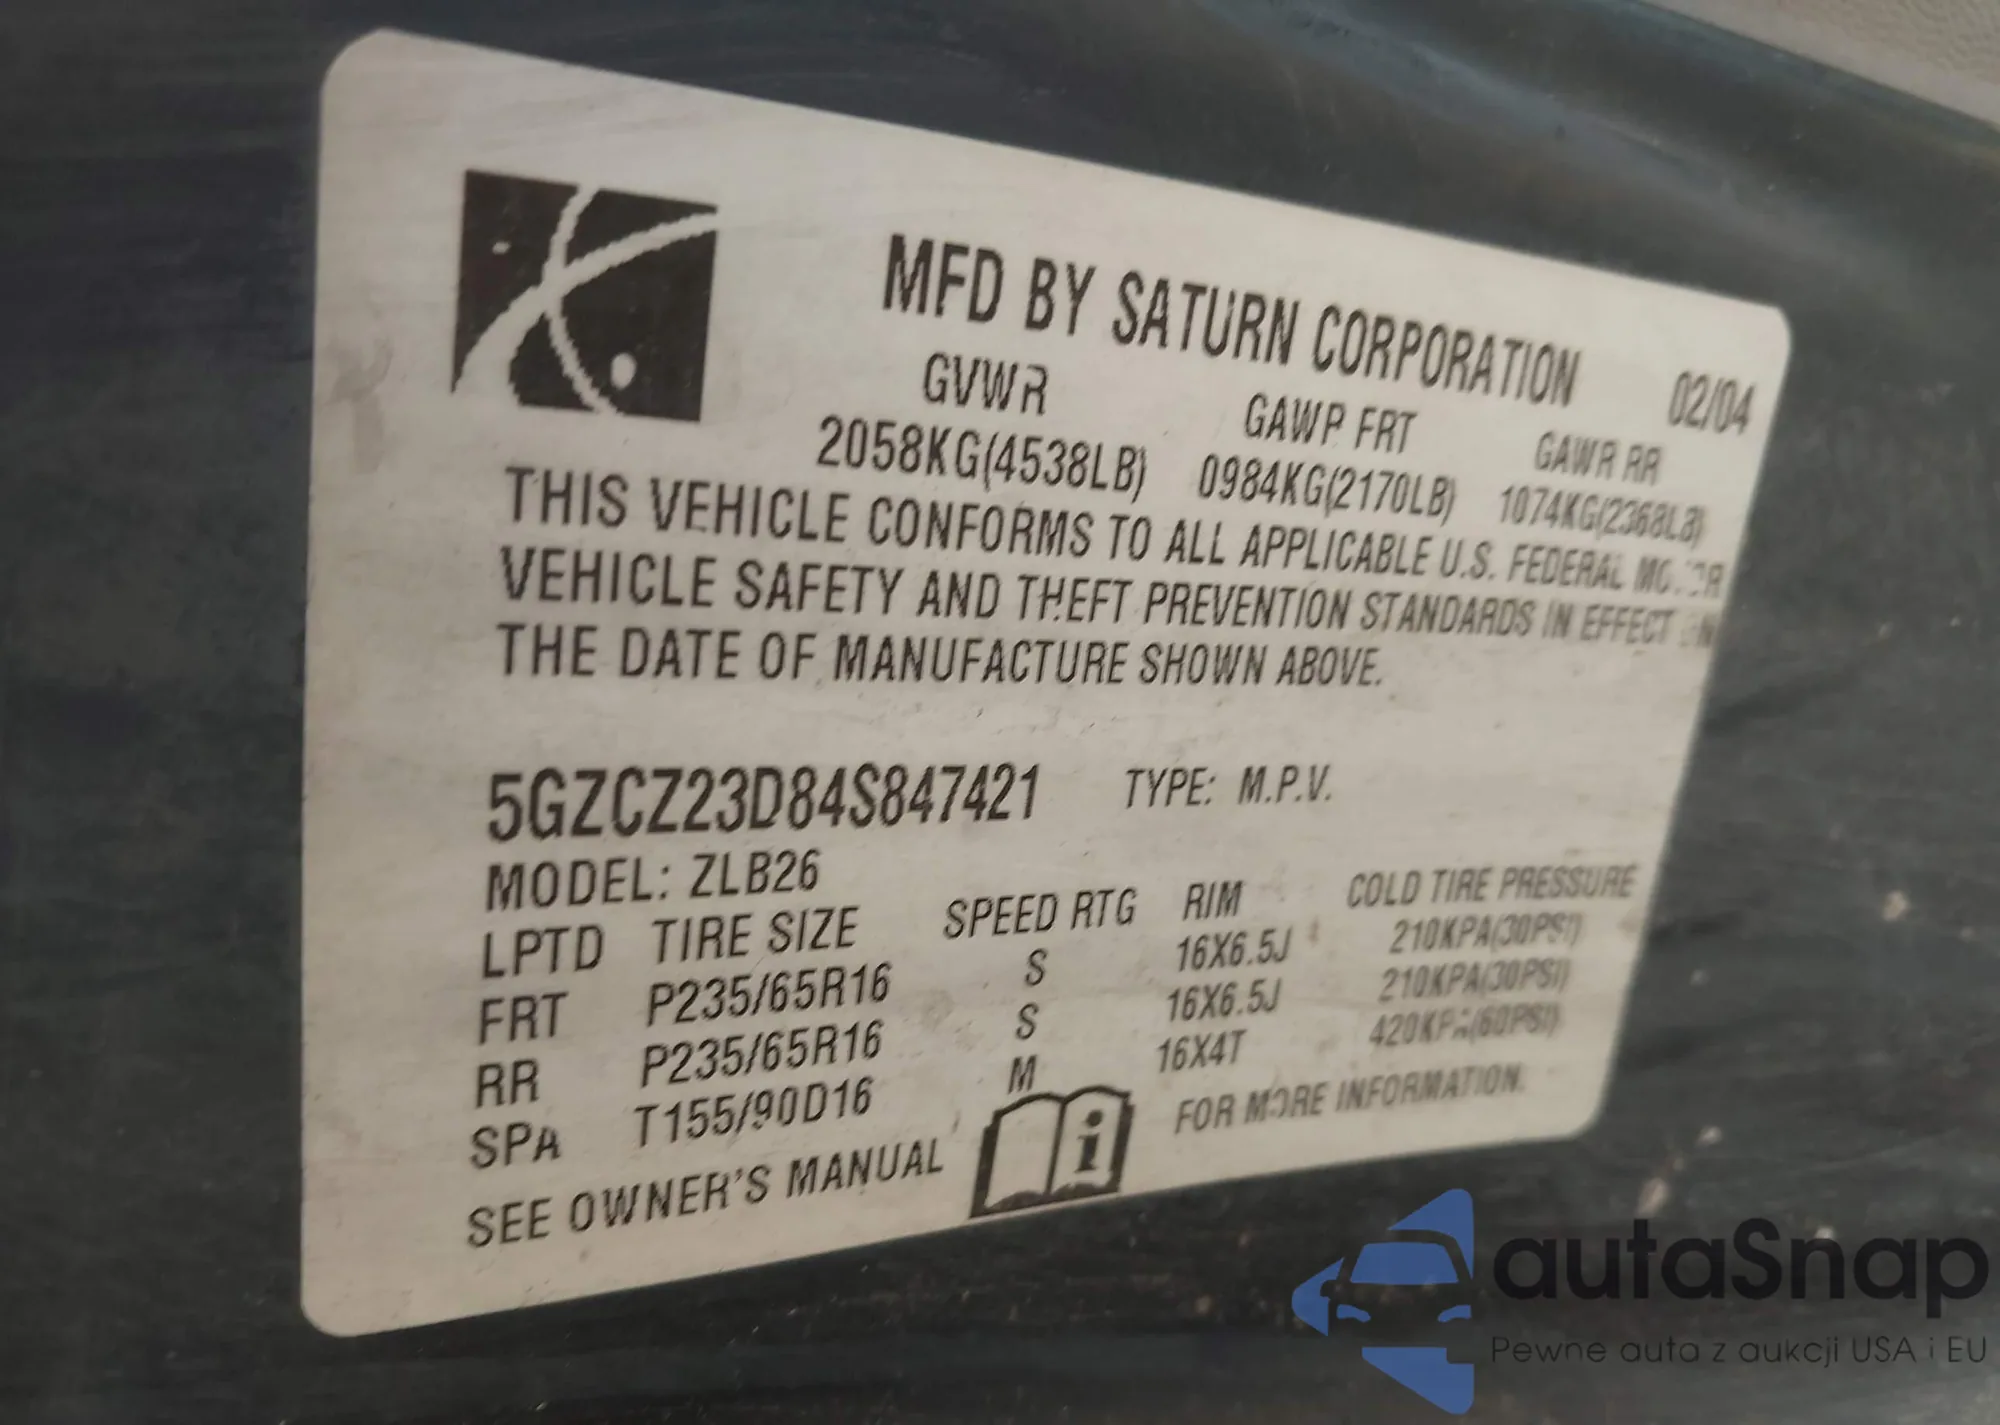 MFD BY SATURN CORPORATION 02/04
GVWR GAWR FRT GAWR RR
2058KG(4538LB) 0984KG(2170LB) 1074KG(2368LB)
THIS VEHICLE CONFORMS TO ALL APPLICABLE U.S. FEDERAL MOTOR
VEHICLE SAFETY AND THEFT PREVENTION STANDARDS IN EFFECT ON
THE DATE OF MANUFACTURE SHOWN ABOVE.
5GZCZ23D84S847421 TYPE: M.P.V.
MODEL: ZLB26
LPTD TIRE SIZE SPEED RTG RIM COLD TIRE PRESSURE
FRT P235/65R16 S 16X6.5J 210KPA(30PSI)
RR P235/65R16 S 16X6.5J 210KPA(30PSI)
SPA T155/90D16 M 16X4T 420KPA(60PSI)
SEE OWNER'S MANUAL i FOR MORE INFORMATION.
autaSnap
Pewne auta z aukcji USA i EU